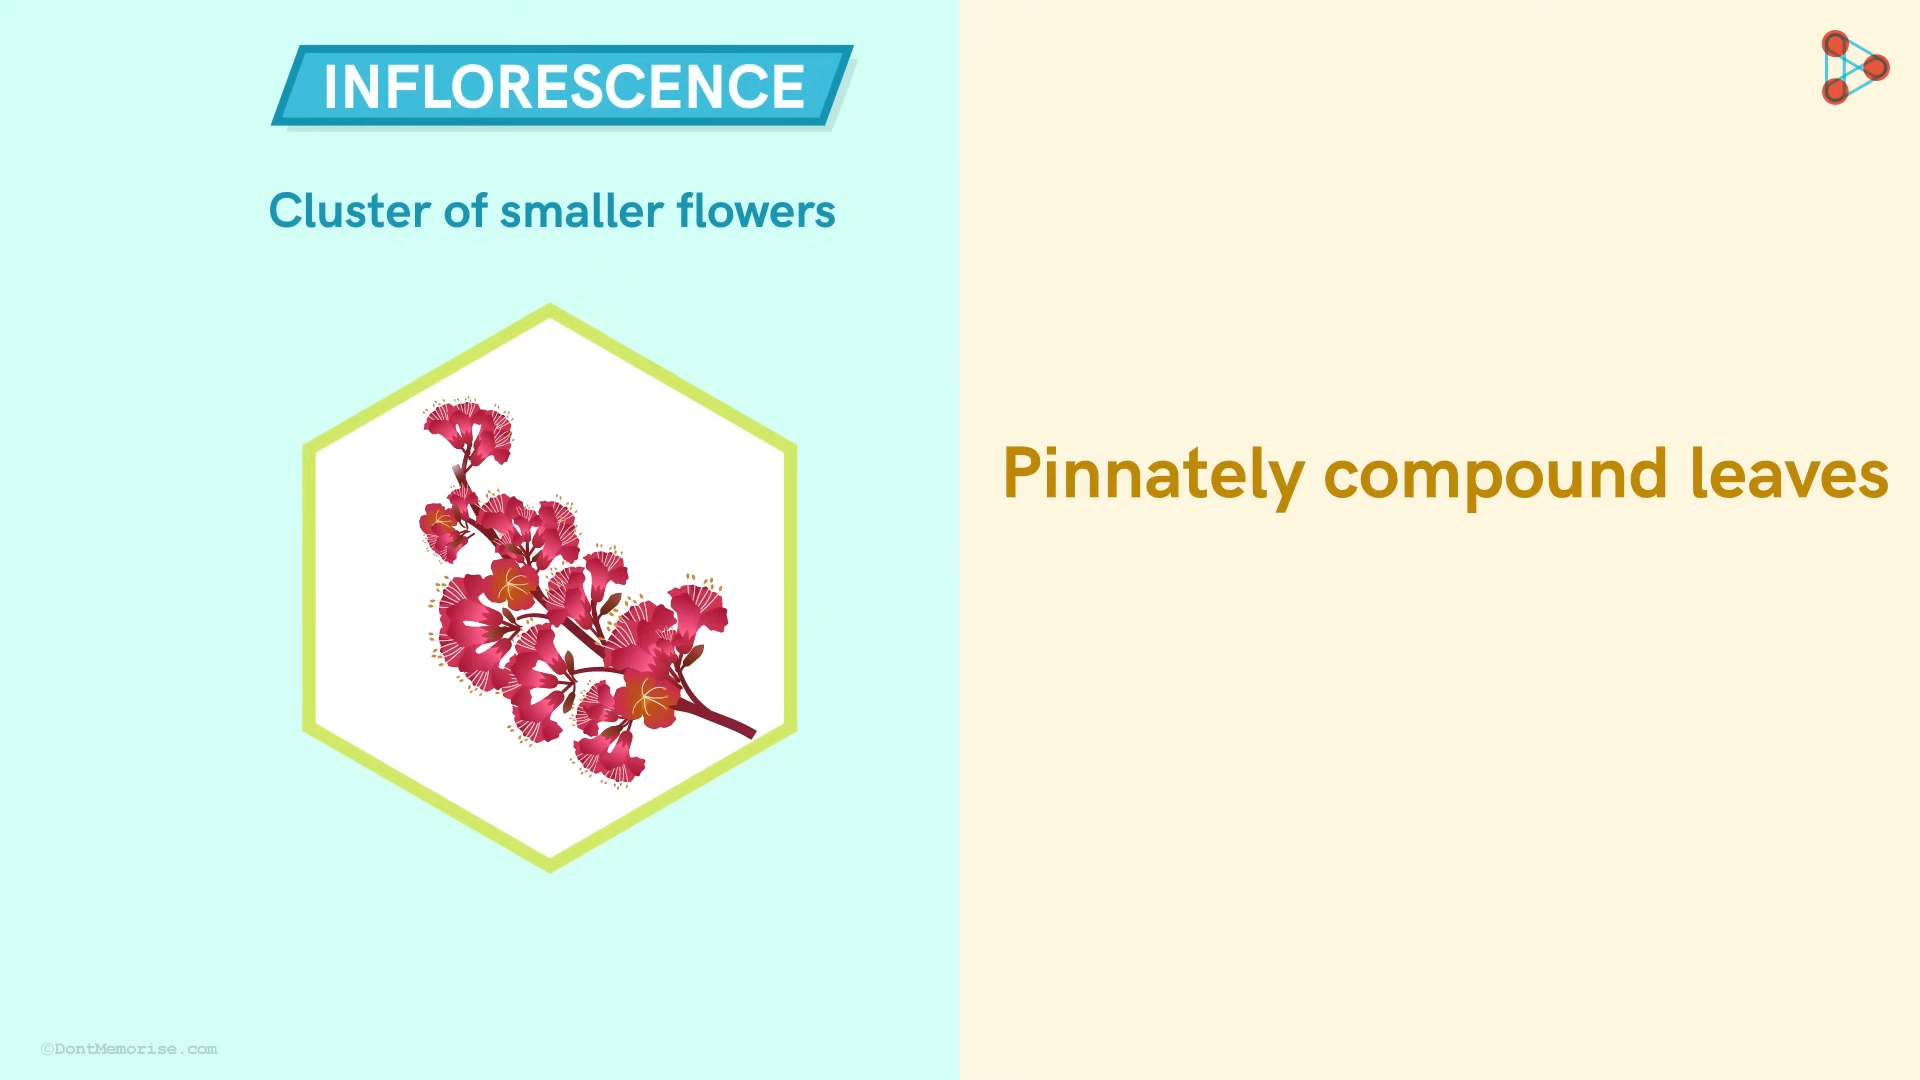 INFLORESCENCE
Cluster of smaller flowers
Pinnately compound leaves
©DontMemorise.com